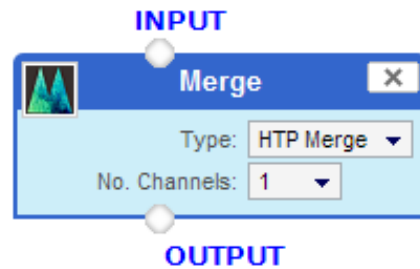 INPUT
Merge
Type: HTP Merge
No. Channels: 1
OUTPUT